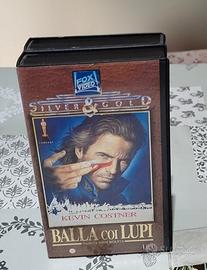 FOX
VIDEO
SILVER & GOLD
KEVIN COSTNER
BALLA COI LUPI